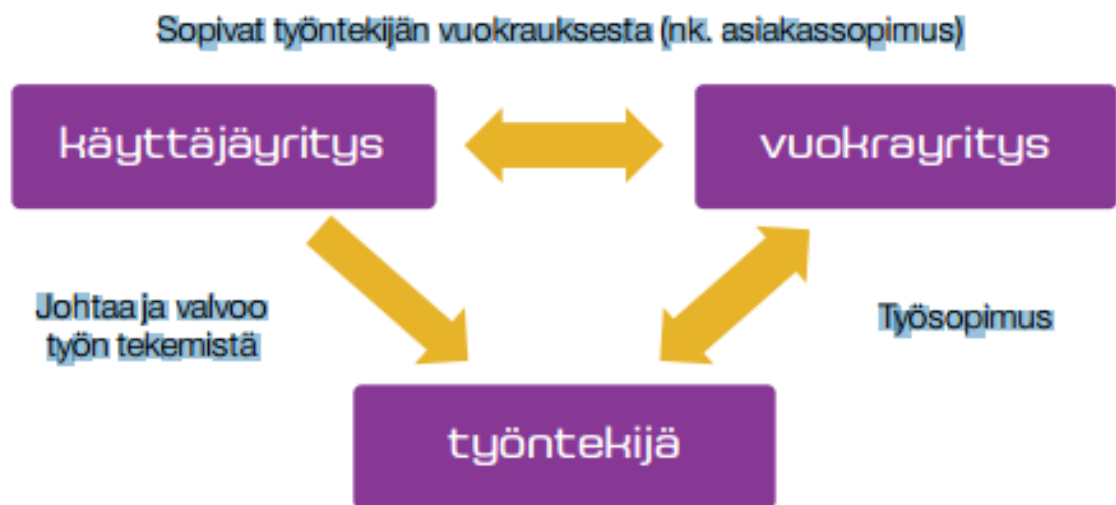 Sopivat työntekijän vuokrauksesta (nk. asiakassopimus)
käyttäjäyritys
vuokrayritys
Johtaa ja valvoo
työn tekemistä
Työsopimus
työntekijä